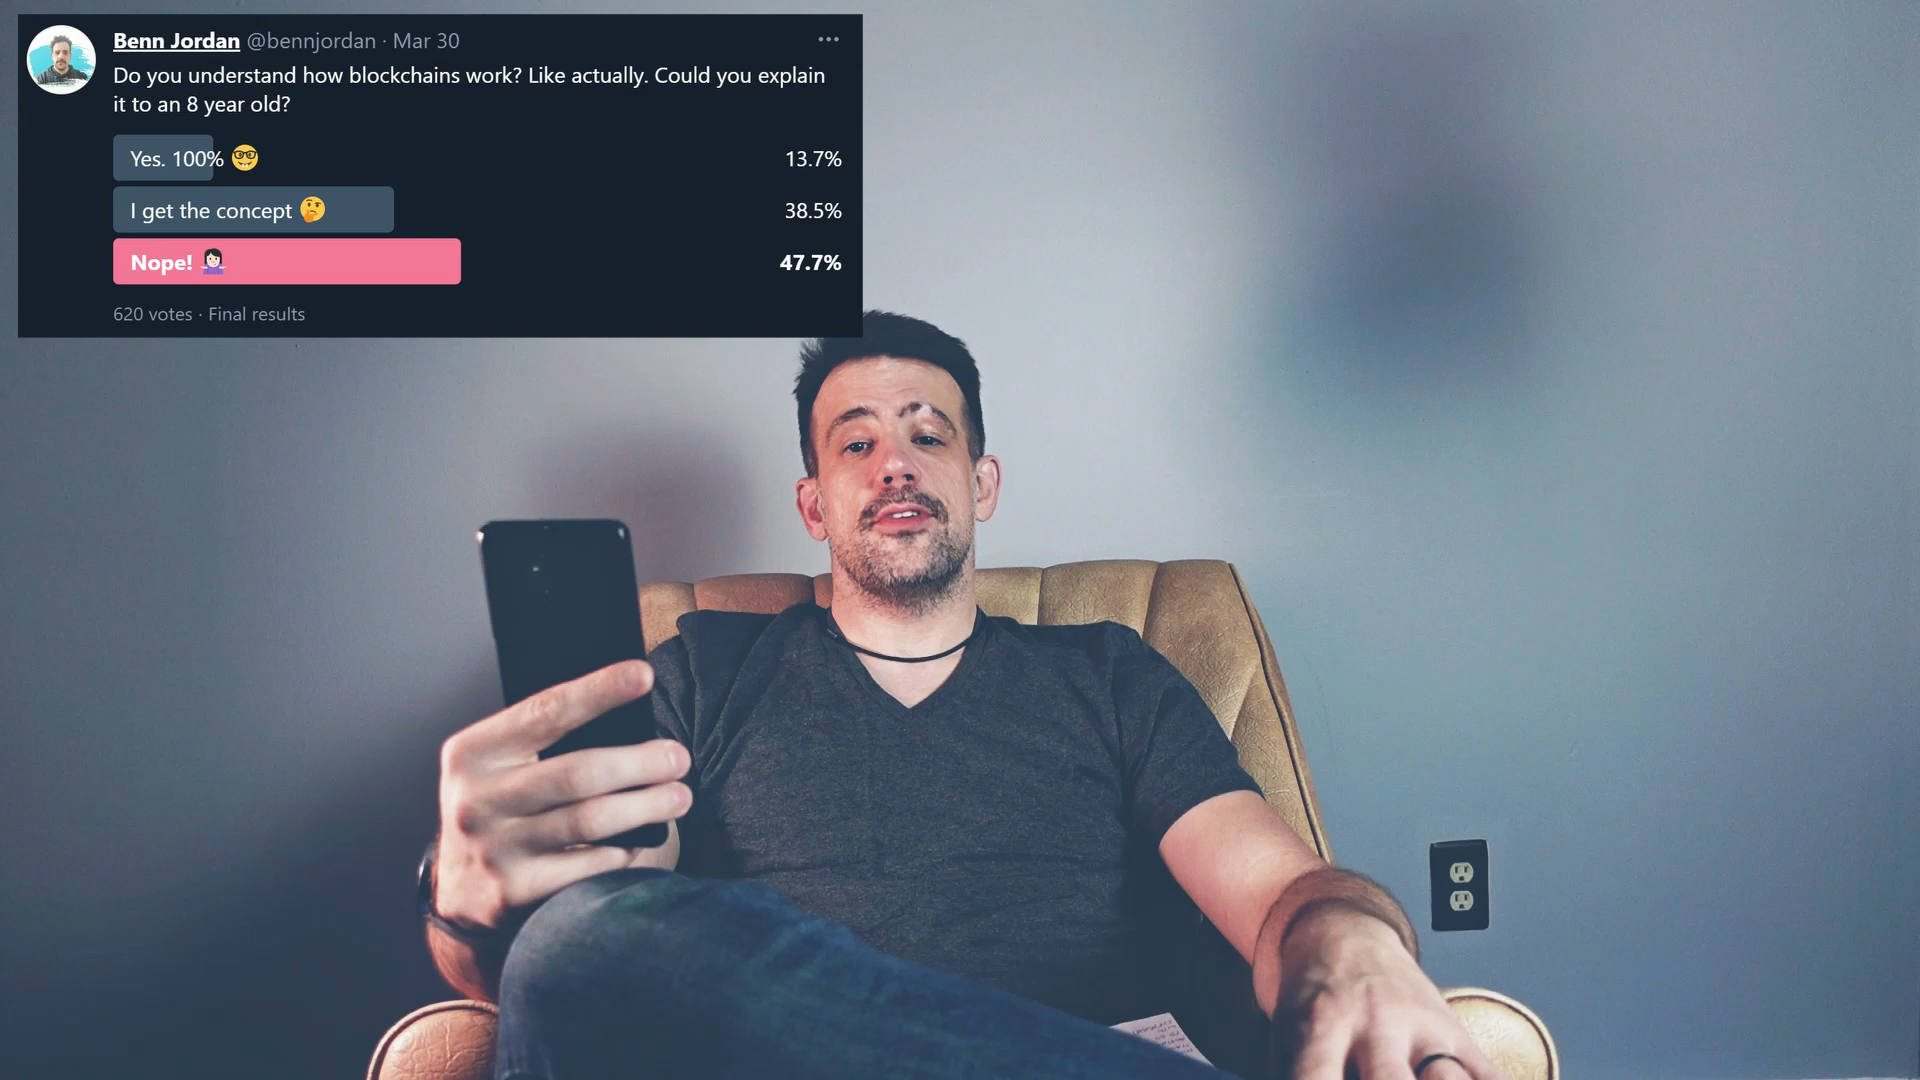 Benn Jordan @bennjordan · Mar 30
Do you understand how blockchains work? Like actually. Could you explain
it to an 8 year old?
Yes. 100% 🤓 13.7%
I get the concept 🤔 38.5%
Nope! 🤷🏻‍♀️ 47.7%
620 votes · Final results